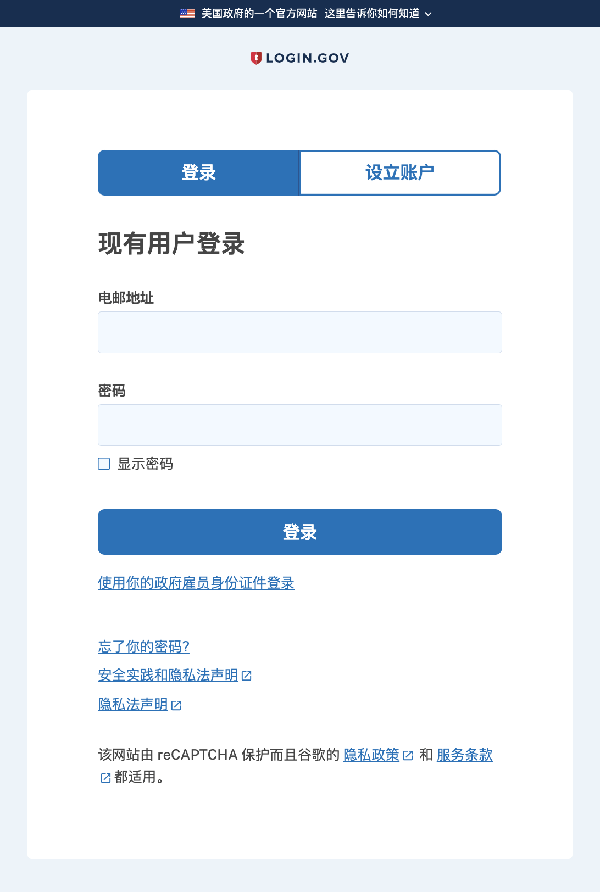 美国政府的一个官方网站 这里告诉你如何知道
LOGIN.GOV
登录 设立账户
现有用户登录
电邮地址
密码
显示密码
登录
使用你的政府雇员身份证件登录
忘了你的密码?
安全实践和隐私法声明
隐私法声明
该网站由 reCAPTCHA 保护而且谷歌的 隐私政策 和 服务条款
都适用。